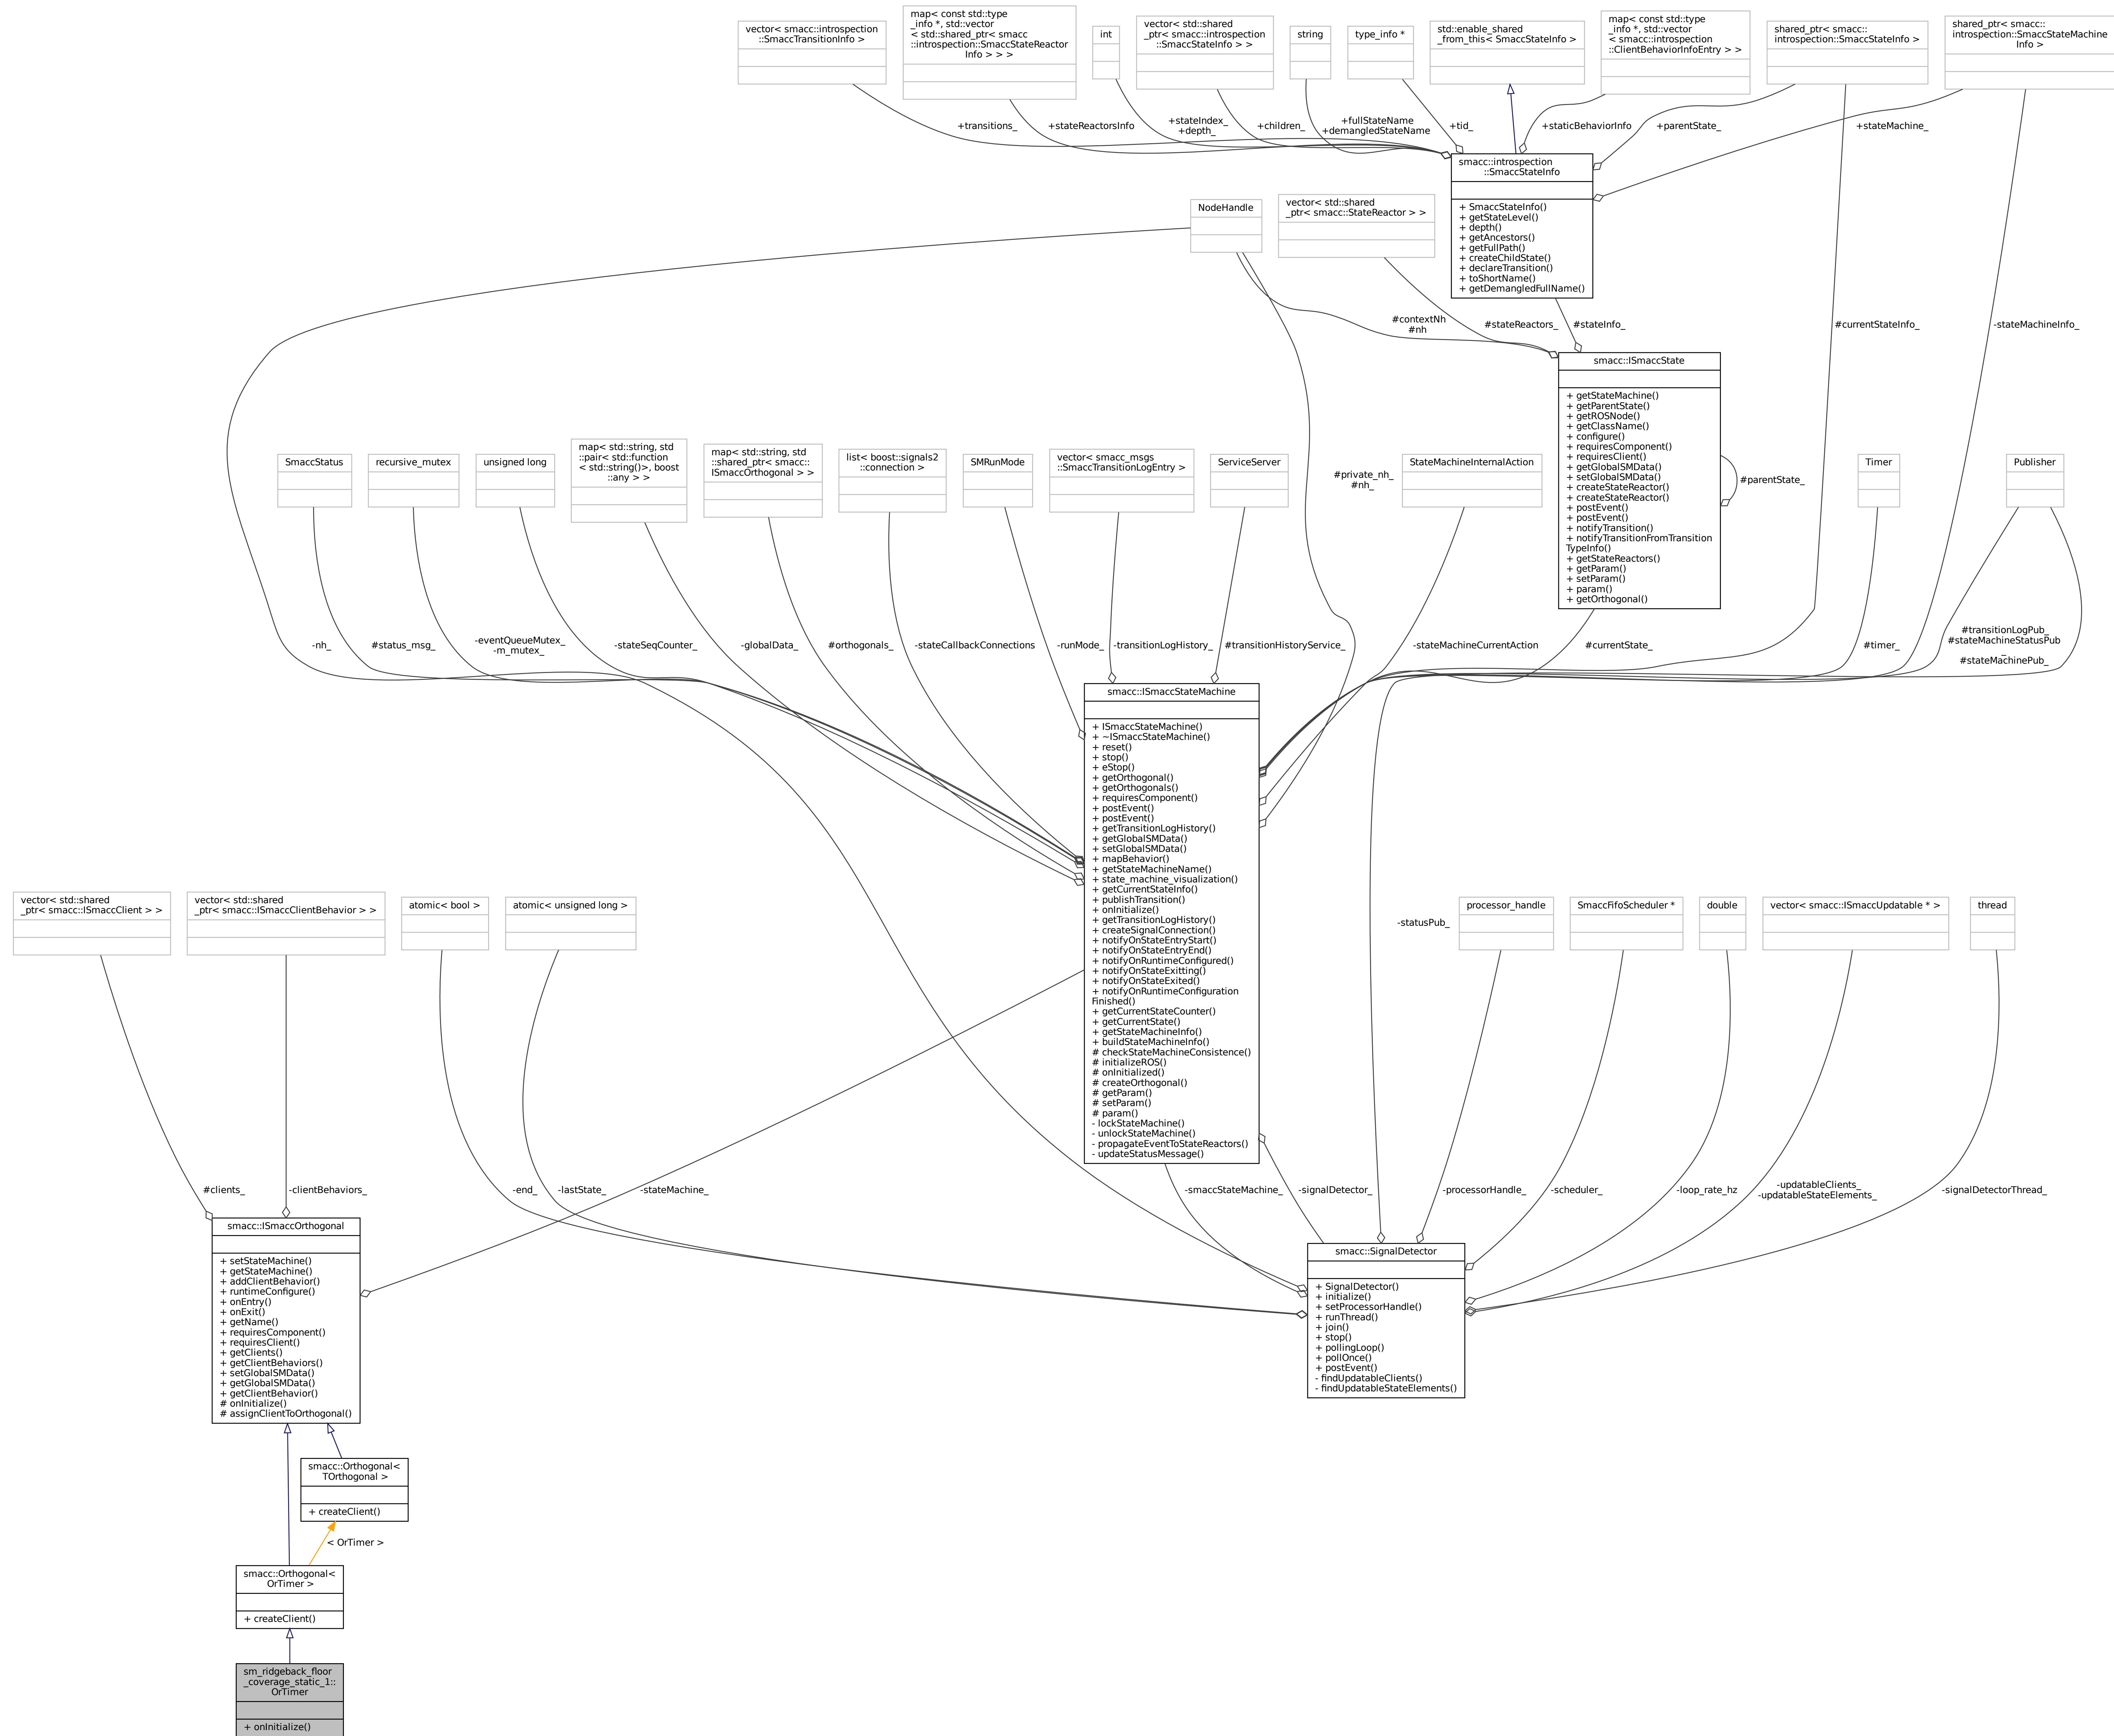 vector< smacc::introspection
::SmaccTransitionInfo >
map< const std::type
_info *, std::vector
< std::shared_ptr< smacc
::introspection::SmaccStateReactor
Info > > >
int
vector< std::shared
_ptr< smacc::introspection
::SmaccStateInfo > >
string
type_info *
std::enable_shared
_from_this< SmaccStateInfo >
map< const std::type
_info *, std::vector
< smacc::introspection
::ClientBehaviorInfoEntry > >
shared_ptr< smacc::
introspection::SmaccStateInfo >
shared_ptr< smacc::
introspection::SmaccStateMachine
Info >
+transitions_
+stateReactorsInfo
+stateIndex_
+depth_
+children_
+fullStateName
+demangledStateName
+tid_
+staticBehaviorInfo
+parentState_
+stateMachine_
smacc::introspection
::SmaccStateInfo
+ SmaccStateInfo()
+ getStateLevel()
+ depth()
+ getAncestors()
+ getFullPath()
+ createChildState()
+ declareTransition()
+ toShortName()
+ getDemangledFullName()
NodeHandle
vector< std::shared
_ptr< smacc::StateReactor > >
#contextNh
#nh
#stateReactors_
#stateInfo_
#currentStateInfo_
-stateMachineInfo_
smacc::ISmaccState
+ getStateMachine()
+ getParentState()
+ getROSNode()
+ getClassName()
+ configure()
+ requiresComponent()
+ requiresClient()
+ getGlobalSMData()
+ setGlobalSMData()
+ createStateReactor()
+ createStateReactor()
+ postEvent()
+ postEvent()
+ notifyTransition()
+ notifyTransitionFromTransition
TypeInfo()
+ getStateReactors()
+ getParam()
+ setParam()
+ param()
+ getOrthogonal()
#parentState_
SmaccStatus
recursive_mutex
unsigned long
map< std::string, std
::pair< std::function
< std::string()>, boost
::any > >
map< std::string, std
::shared_ptr< smacc::
ISmaccOrthogonal > >
list< boost::signals2
::connection >
SMRunMode
vector< smacc_msgs
::SmaccTransitionLogEntry >
ServiceServer
#private_nh_
#nh_
StateMachineInternalAction
Timer
Publisher
-nh_
#status_msg_
-eventQueueMutex_
-m_mutex_
-stateSeqCounter_
-globalData_
#orthogonals_
-stateCallbackConnections
-runMode_
-transitionLogHistory_
#transitionHistoryService_
-stateMachineCurrentAction
#currentState_
#timer_
#transitionLogPub_
#stateMachineStatusPub
_
#stateMachinePub_
smacc::ISmaccStateMachine
+ ISmaccStateMachine()
+ ~ISmaccStateMachine()
+ reset()
+ stop()
+ eStop()
+ getOrthogonal()
+ getOrthogonals()
+ requiresComponent()
+ postEvent()
+ postEvent()
+ getTransitionLogHistory()
+ getGlobalSMData()
+ setGlobalSMData()
+ mapBehavior()
+ getStateMachineName()
+ state_machine_visualization()
+ getCurrentStateInfo()
+ publishTransition()
+ onInitialize()
+ getTransitionLogHistory()
+ createSignalConnection()
+ notifyOnStateEntryStart()
+ notifyOnStateEntryEnd()
+ notifyOnRuntimeConfigured()
+ notifyOnStateExitting()
+ notifyOnStateExited()
+ notifyOnRuntimeConfiguration
Finished()
+ getCurrentStateCounter()
+ getCurrentState()
+ getStateMachineInfo()
+ buildStateMachineInfo()
# checkStateMachineConsistence()
# initializeROS()
# onInitialized()
# createOrthogonal()
# getParam()
# setParam()
# param()
- lockStateMachine()
- unlockStateMachine()
- propagateEventToStateReactors()
- updateStatusMessage()
vector< std::shared
_ptr< smacc::ISmaccClient > >
vector< std::shared
_ptr< smacc::ISmaccClientBehavior > >
atomic< bool >
atomic< unsigned long >
-statusPub_
processor_handle
SmaccFifoScheduler *
double
vector< smacc::ISmaccUpdatable * >
thread
#clients_
-clientBehaviors_
-end_
-lastState_
-stateMachine_
-smaccStateMachine_
-signalDetector_
-processorHandle_
-scheduler_
-loop_rate_hz
-updatableClients_
-updatableStateElements_
-signalDetectorThread_
smacc::ISmaccOrthogonal
+ setStateMachine()
+ getStateMachine()
+ addClientBehavior()
+ runtimeConfigure()
+ onEntry()
+ onExit()
+ getName()
+ requiresComponent()
+ requiresClient()
+ getClients()
+ getClientBehaviors()
+ setGlobalSMData()
+ getGlobalSMData()
+ getClientBehavior()
# onInitialize()
# assignClientToOrthogonal()
smacc::SignalDetector
+ SignalDetector()
+ initialize()
+ setProcessorHandle()
+ runThread()
+ join()
+ stop()
+ pollingLoop()
+ pollOnce()
+ postEvent()
- findUpdatableClients()
- findUpdatableStateElements()
smacc::Orthogonal<
TOrthogonal >
+ createClient()
< OrTimer >
smacc::Orthogonal<
OrTimer >
+ createClient()
sm_ridgeback_floor
_coverage_static_1::
OrTimer
+ onInitialize()